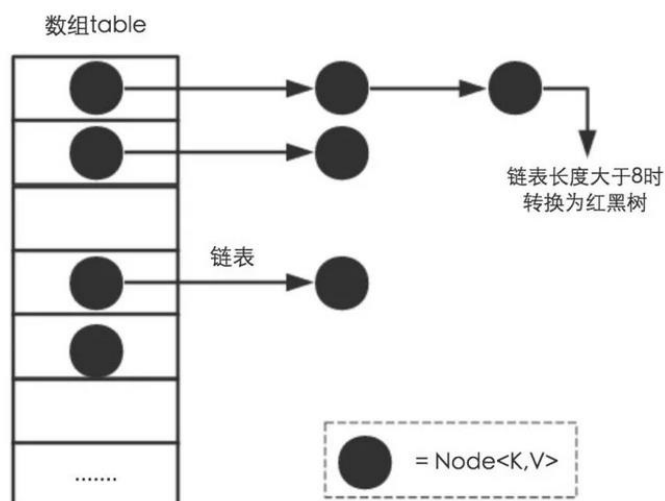 数组table
链表长度大于8时
转换为红黑树
链表
.......
= Node<K,V>